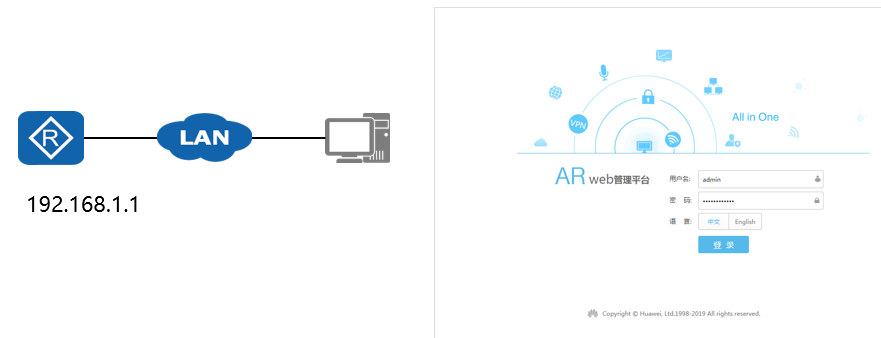 R
LAN
192.168.1.1
VPN
All in One
AR web管理平台
用户名: admin
密 码: ••••••••••••
语 言: 中文 English
登 录
Copyright © Huawei, Ltd.1998-2019 All rights reserved.